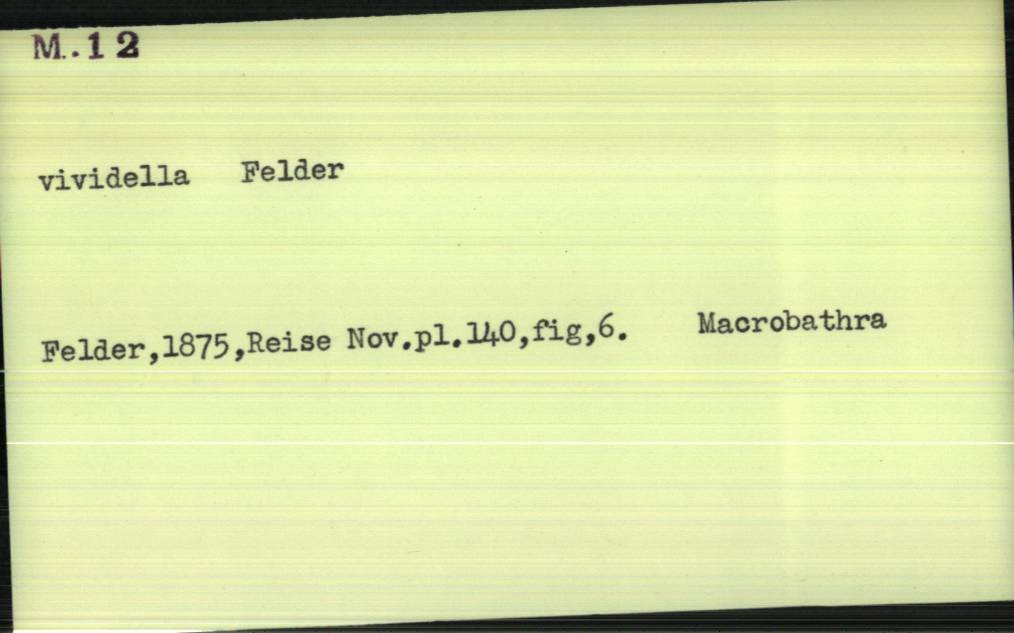 M.12
vividella Felder
Felder,1875,Reise Nov.pl.140,fig,6. Macrobathra